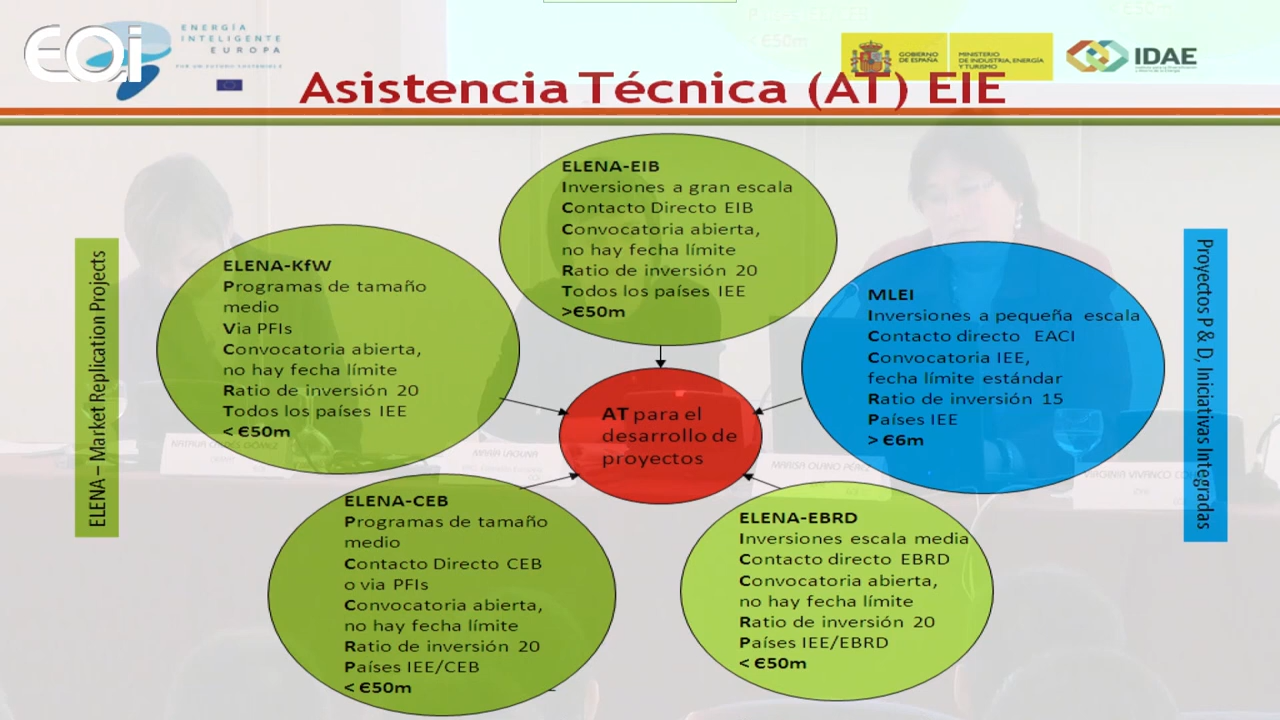 EOi
ENERGÍA
INTELIGENTE
EUROPA
GOBIERNO
DE ESPAÑA
MINISTERIO
DE INDUSTRIA, ENERGÍA
Y TURISMO
IDAE
Asistencia Técnica (AT) EIE
ELENA – Market Replication Projects
ELENA-KfW
Programas de tamaño
medio
Via PFIs
Convocatoria abierta,
no hay fecha límite
Ratio de inversión 20
Todos los países IEE
< €50m
ELENA-EIB
Inversiones a gran escala
Contacto Directo EIB
Convocatoria abierta,
no hay fecha límite
Ratio de inversión 20
Todos los países IEE
>€50m
MLEI
Inversiones a pequeña escala
Contacto directo EACI
Convocatoria IEE,
fecha límite estándar
Ratio de inversión 15
Países IEE
> €6m
Proyectos P & D, Iniciativas Integradas
AT para el
desarrollo de
proyectos
ELENA-CEB
Programas de tamaño
medio
Contacto Directo CEB
o via PFIs
Convocatoria abierta,
no hay fecha límite
Ratio de inversión 20
Países IEE/CEB
< €50m
ELENA-EBRD
Inversiones escala media
Contacto directo EBRD
Convocatoria abierta,
no hay fecha límite
Ratio de inversión 20
Países IEE/EBRD
< €50m